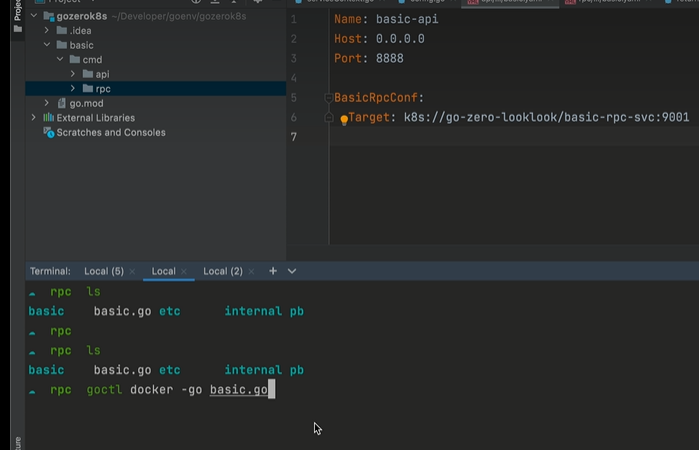 gozerok8s ~/Developer/goenv/gozerok8s
.idea
basic
cmd
api
rpc
go.mod
External Libraries
Scratches and Consoles
1 Name: basic-api
2 Host: 0.0.0.0
3 Port: 8888
4
5 BasicRpcConf:
6 Target: k8s://go-zero-looklook/basic-rpc-svc:9001
7
Terminal: Local (5) × Local × Local (2) × +
rpc ls
basic basic.go etc internal pb
rpc
rpc ls
basic basic.go etc internal pb
rpc goctl docker -go basic.go